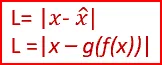 L= |x- x̂|
L = |x – g(f(x))|